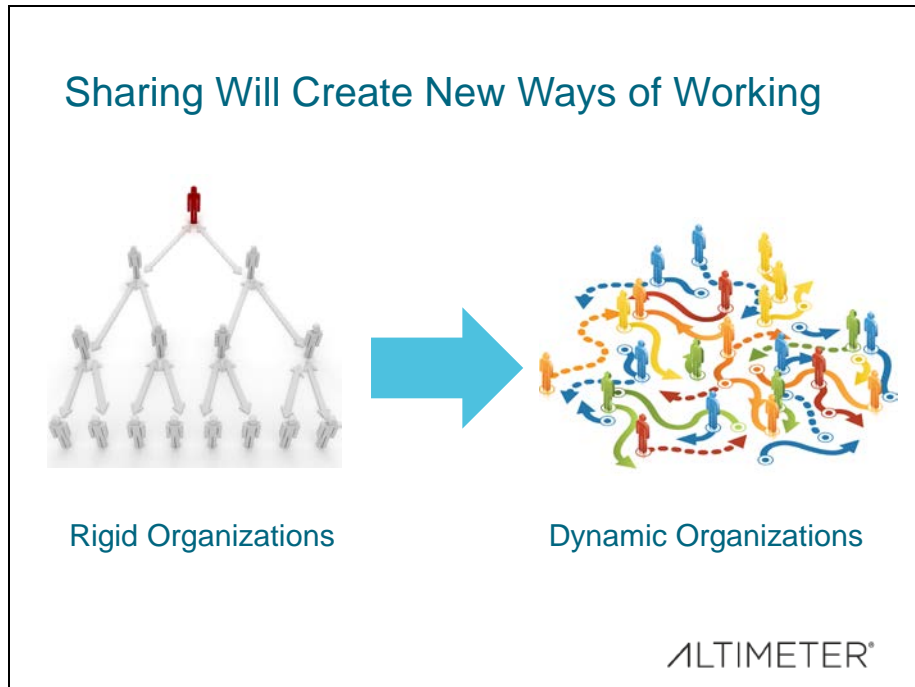 Sharing Will Create New Ways of Working
Rigid Organizations
Dynamic Organizations
ALTIMETER®